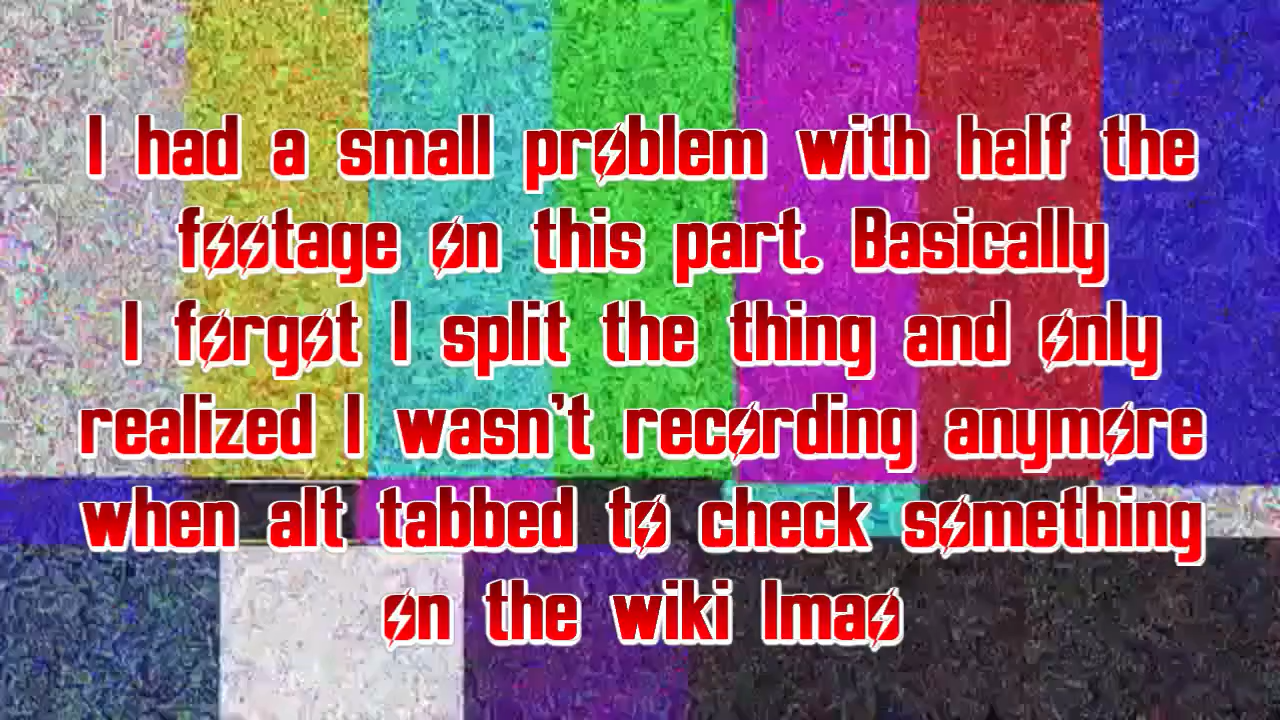 I had a small problem with half the
footage on this part. Basically
I forgot I split the thing and only
realized I wasn't recording anymore
when alt tabbed to check something
on the wiki lmao